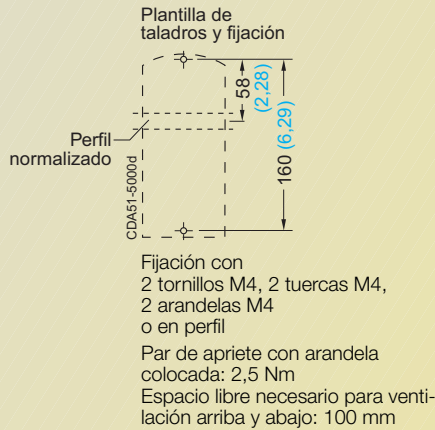 Plantilla de
taladros y fijación
58
(2,28)
160 (6,29)
Perfil
normalizado
CDA51-5000d
Fijación con
2 tornillos M4, 2 tuercas M4,
2 arandelas M4
o en perfil
Par de apriete con arandela
colocada: 2,5 Nm
Espacio libre necesario para venti-
lación arriba y abajo: 100 mm